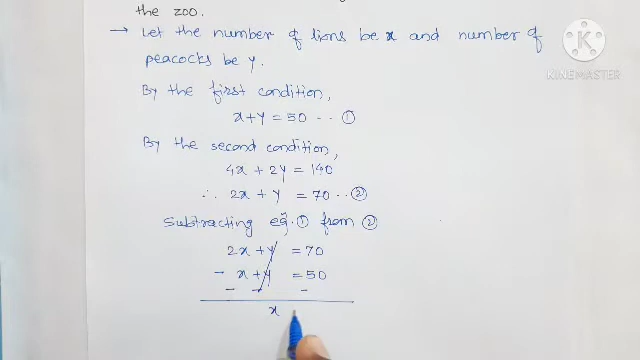 the zoo.
→ Let the number of lions be x and number of
peacocks be y.
By the first condition,
x+y = 50 -- ①
By the second condition,
4x + 2y = 140
∴ 2x + y = 70 -- ②
Subtracting eqⁿ. ① from ②
2x + y = 70
- x + y = 50
- - -
x
K
KINEMASTER